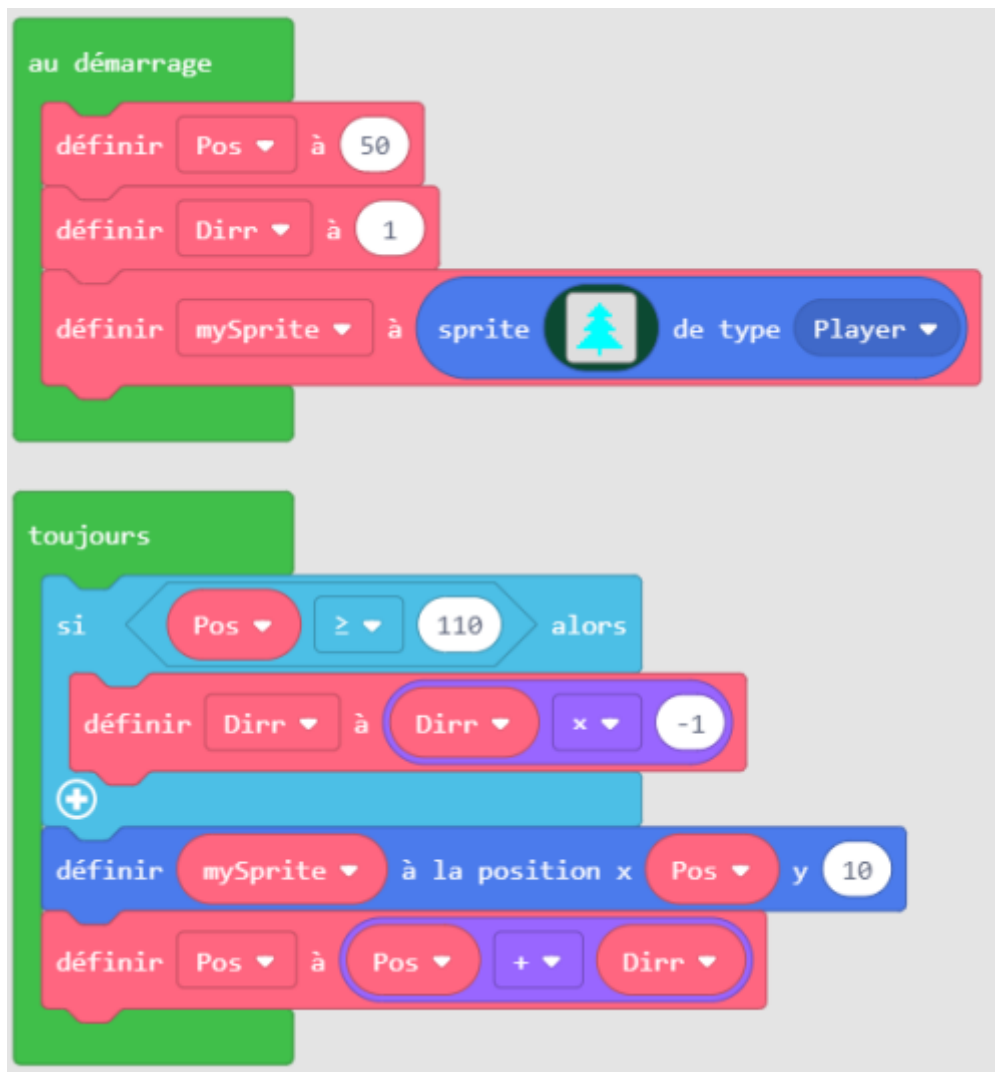 au démarrage
définir Pos à 50
définir Dirr à 1
définir mySprite à sprite de type Player
toujours
si Pos ≥ 110 alors
définir Dirr à Dirr x -1
définir mySprite à la position x Pos y 10
définir Pos à Pos + Dirr